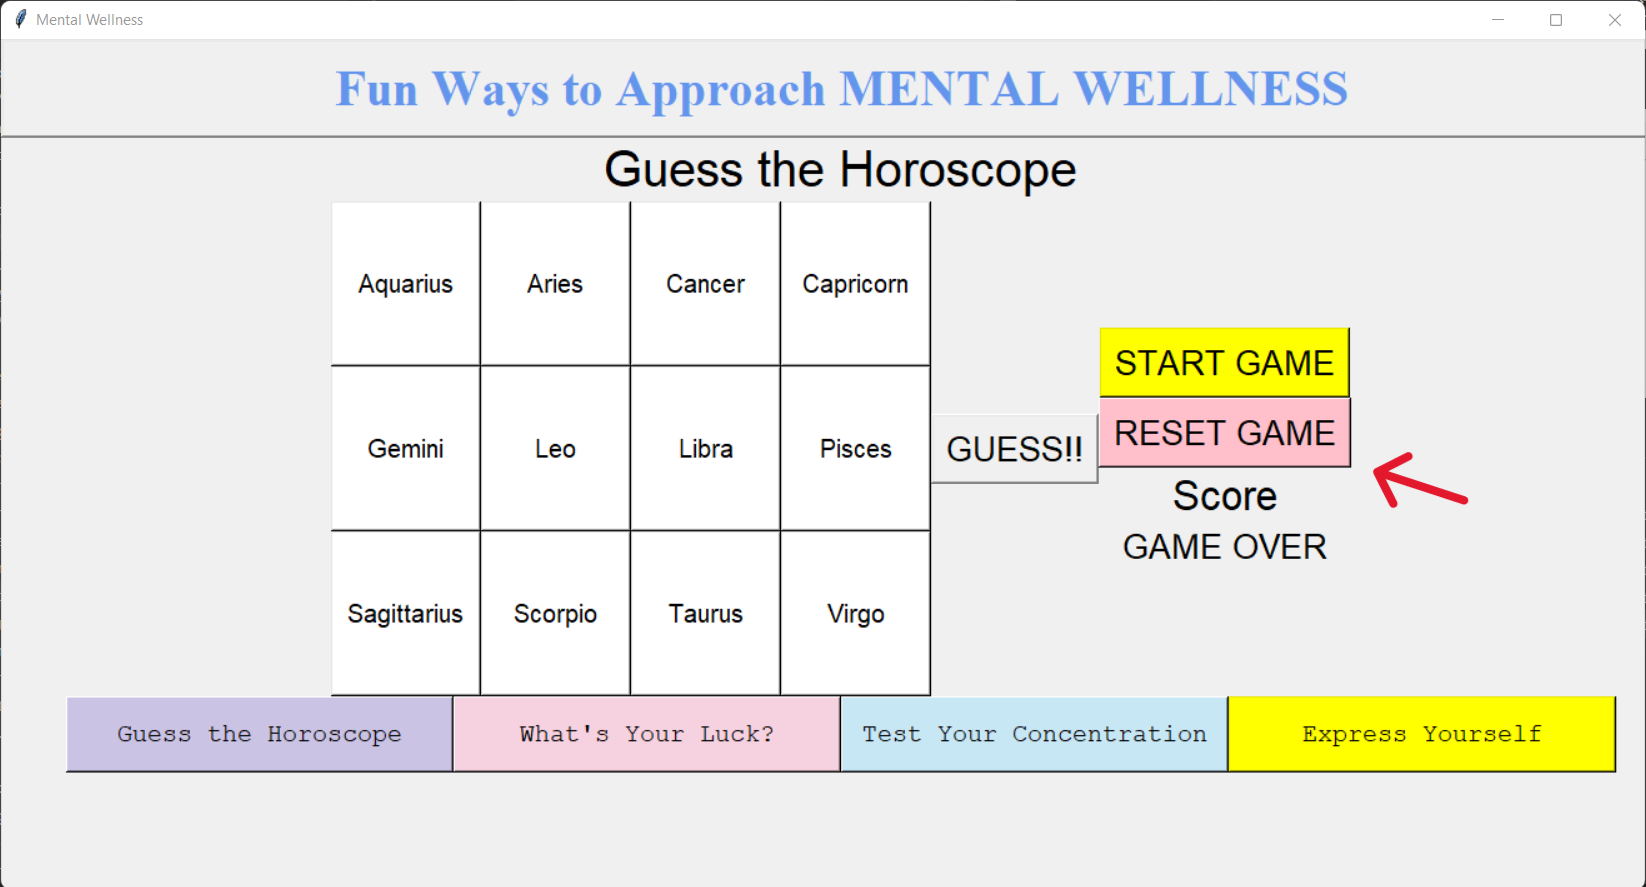 Mental Wellness
Fun Ways to Approach MENTAL WELLNESS
Guess the Horoscope
Aquarius Aries Cancer Capricorn
START GAME
RESET GAME
Gemini Leo Libra Pisces GUESS!!
Score
GAME OVER
Sagittarius Scorpio Taurus Virgo
Guess the Horoscope What's Your Luck? Test Your Concentration Express Yourself